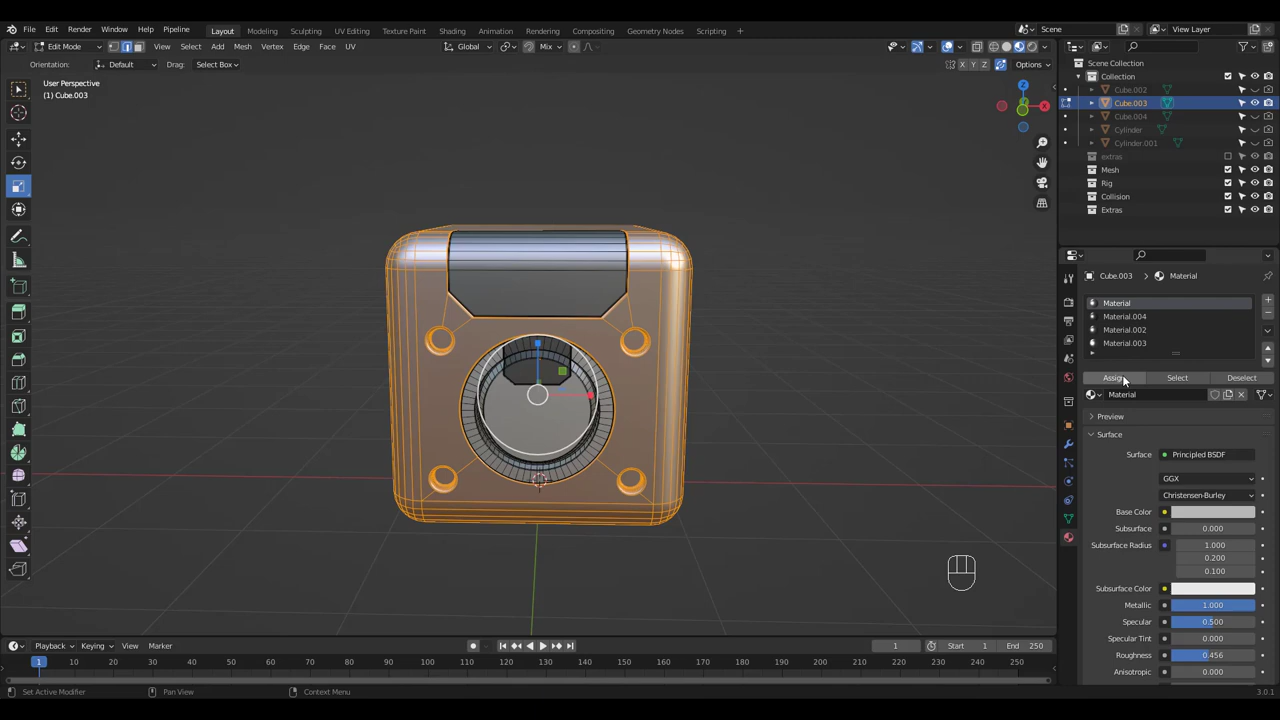 File Edit Render Window Help Pipeline Layout Modeling Sculpting UV Editing Texture Paint Shading Animation Rendering Compositing Geometry Nodes Scripting + Scene View Layer
Edit Mode View Select Add Mesh Vertex Edge Face UV Global Mix
Orientation: Default Drag: Select Box X Y Z Options
User Perspective
(1) Cube.003
Z
X
Scene Collection
Collection
Cube.002
Cube.003
Cube.004
Cylinder
Cylinder.001
extras
Mesh
Rig
Collision
Extras
Cube.003 > Material
Material
Material.004
Material.002
Material.003
Assign Select Deselect
Material
Preview
Surface
Surface Principled BSDF
GGX
Christensen-Burley
Base Color
Subsurface 0.000
Subsurface Radius 1.000
0.200
0.100
Subsurface Color
Metallic 1.000
Specular 0.500
Specular Tint 0.000
Roughness 0.456
Anisotropic 0.000
Playback Keying View Marker 1 Start 1 End 250
1 10 20 30 40 50 60 70 80 90 100 110 120 130 140 150 160 170 180 190 200 210 220 230 240 250
Set Active Modifier Pan View Context Menu 3.0.1